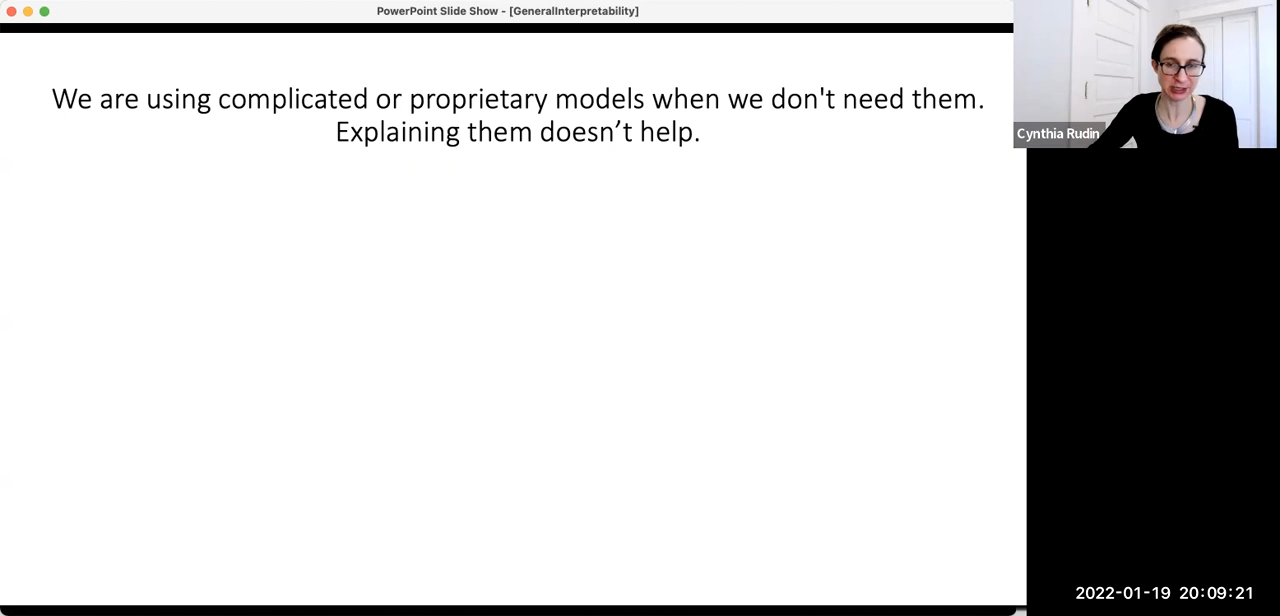 PowerPoint Slide Show - [GeneralInterpretability]
We are using complicated or proprietary models when we don't need them.
Explaining them doesn’t help.
Cynthia Rudin
2022-01-19 20:09:21